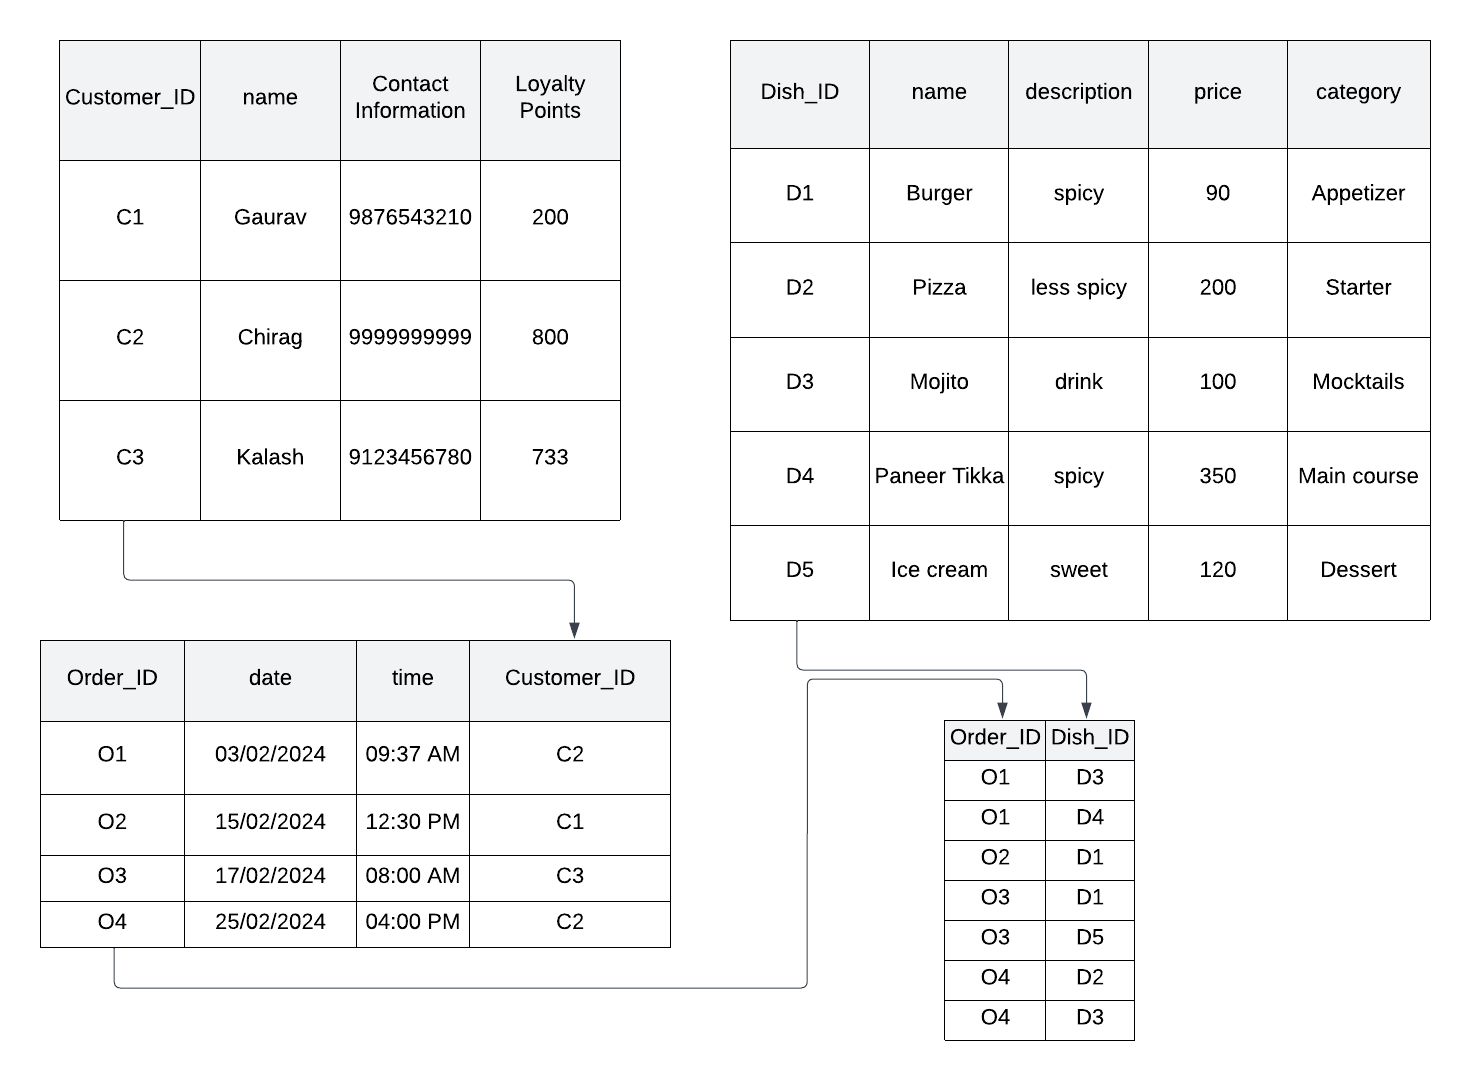 Customer_ID name Contact Information Loyalty Points
C1 Gaurav 9876543210 200
C2 Chirag 9999999999 800
C3 Kalash 9123456780 733
Dish_ID name description price category
D1 Burger spicy 90 Appetizer
D2 Pizza less spicy 200 Starter
D3 Mojito drink 100 Mocktails
D4 Paneer Tikka spicy 350 Main course
D5 Ice cream sweet 120 Dessert
Order_ID date time Customer_ID
O1 03/02/2024 09:37 AM C2
O2 15/02/2024 12:30 PM C1
O3 17/02/2024 08:00 AM C3
O4 25/02/2024 04:00 PM C2
Order_ID Dish_ID
O1 D3
O1 D4
O2 D1
O3 D1
O3 D5
O4 D2
O4 D3